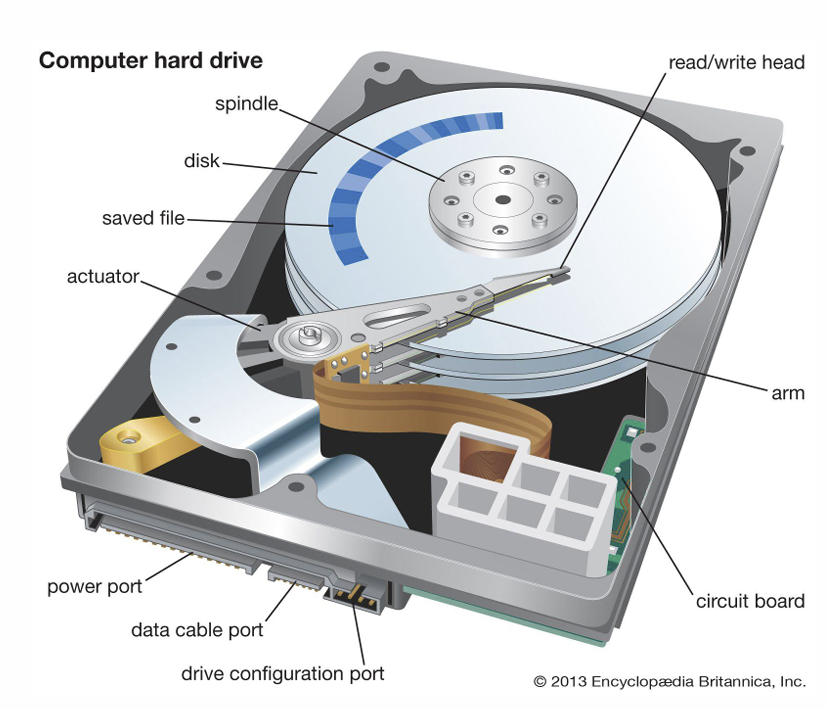 Computer hard drive
read/write head
spindle
disk
saved file
actuator
arm
power port
circuit board
data cable port
drive configuration port
© 2013 Encyclopædia Britannica, Inc.